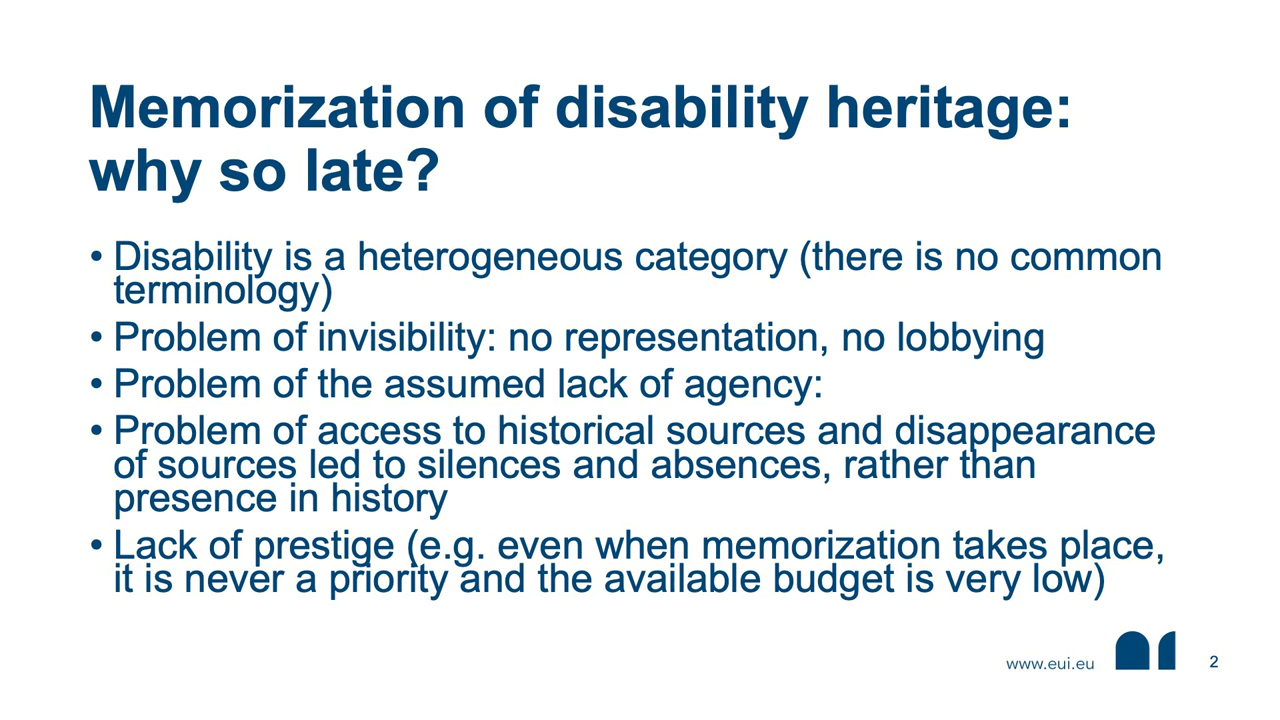 Memorization of disability heritage:
why so late?
• Disability is a heterogeneous category (there is no common
terminology)
• Problem of invisibility: no representation, no lobbying
• Problem of the assumed lack of agency:
• Problem of access to historical sources and disappearance
of sources led to silences and absences, rather than
presence in history
• Lack of prestige (e.g. even when memorization takes place,
it is never a priority and the available budget is very low)
www.eui.eu
2